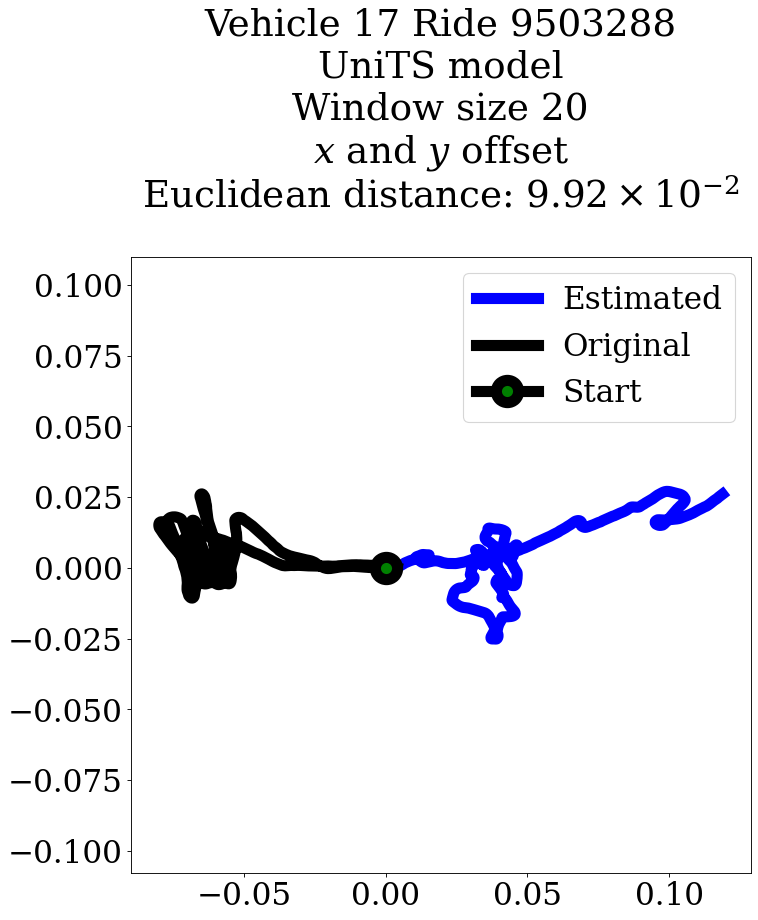 Vehicle 17 Ride 9503288
UniTS model
Window size 20
x and y offset
Euclidean distance: 9.92 × 10⁻²
Estimated
Original
Start
0.100
0.075
0.050
0.025
0.000
−0.025
−0.050
−0.075
−0.100
−0.05 0.00 0.05 0.10